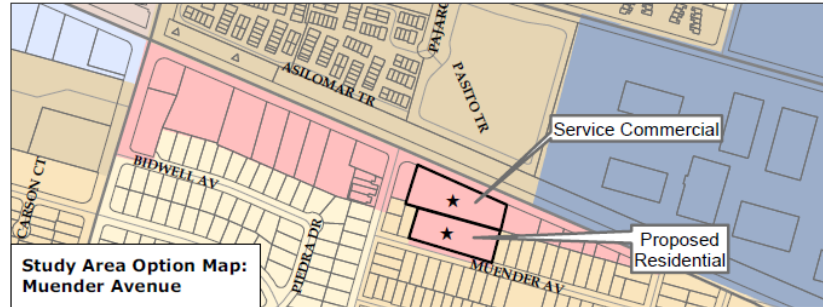 PAJARO
ASILOMAR TR
PASITO TR
Service Commercial
BIDWELL AV
CARSON CT
PIEDRA DR
Proposed
Residential
MUENDER AV
Study Area Option Map:
Muender Avenue